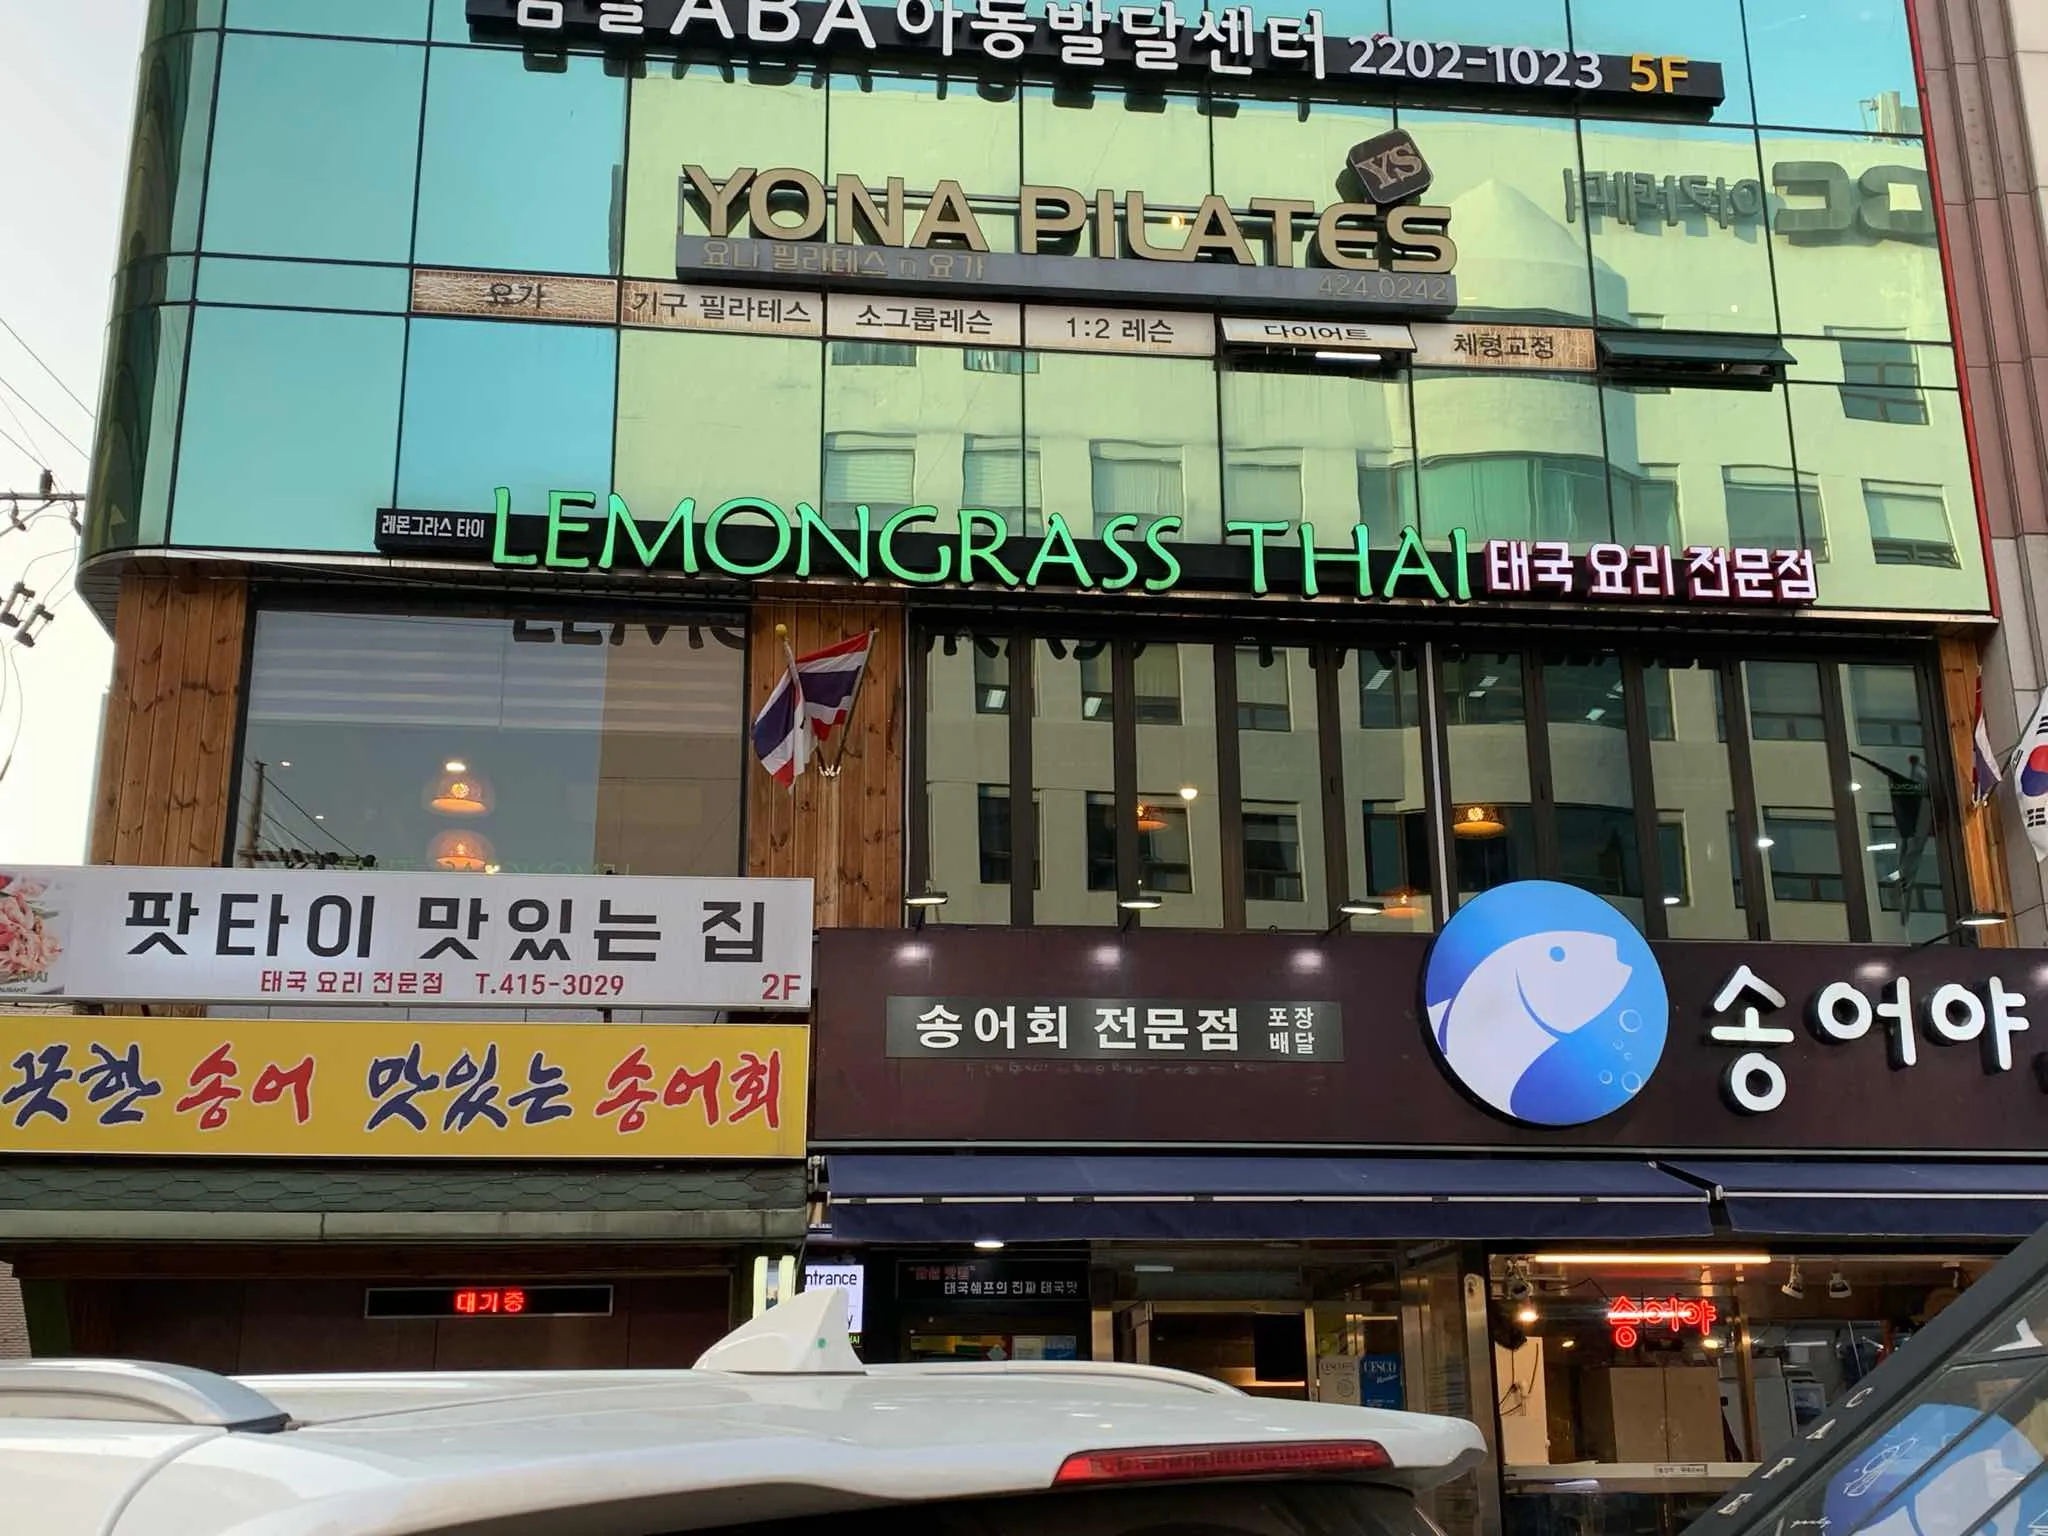 ABA 아동발달센터 2202-1023 5F
YS
YONA PILATES
요나 필라테스 n 요가 424.0242
요가 기구 필라테스 소그룹레슨 1:2 레슨 다이어트 체형교정
레몬그라스 타이 LEMONGRASS THAI 태국 요리 전문점
팟타이 맛있는 집
태국 요리 전문점 T.415-3029 2F
송어회 전문점 포장 배달
송어야
끗한 송어 맛있는 송어회
대기중
ntrance
태국쉐프의 진짜 태국맛
송어야
CESCO